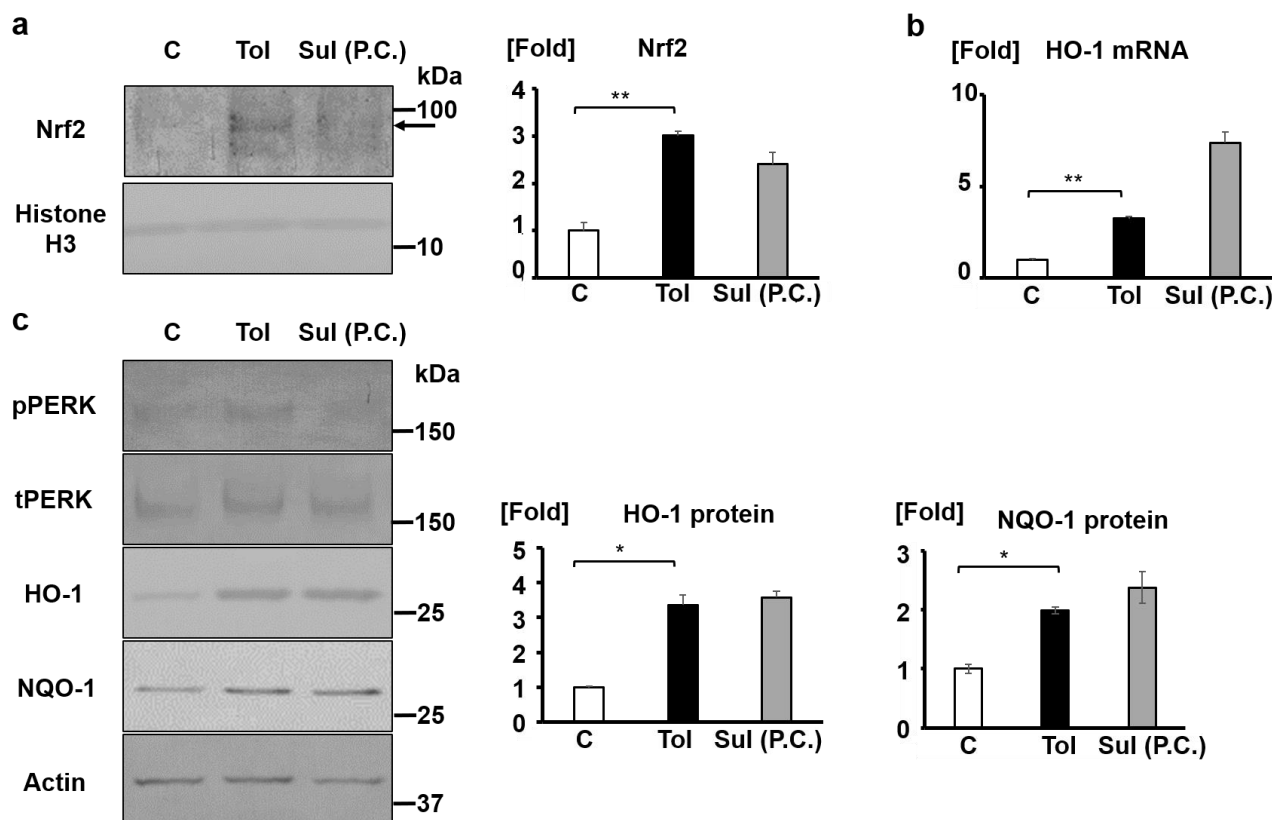 a
C Tol Sul (P.C.)
kDa
Nrf2
100
Histone
H3
10
[Fold] Nrf2
4
3
2
1
0
**
C Tol Sul (P.C.)
b
[Fold] HO-1 mRNA
10
5
0
**
C Tol Sul (P.C.)
c
C Tol Sul (P.C.)
kDa
pPERK
150
tPERK
150
HO-1
25
NQO-1
25
Actin
37
[Fold] HO-1 protein
5
4
3
2
1
0
*
C Tol Sul (P.C.)
[Fold] NQO-1 protein
3
2
1
0
*
C Tol Sul (P.C.)